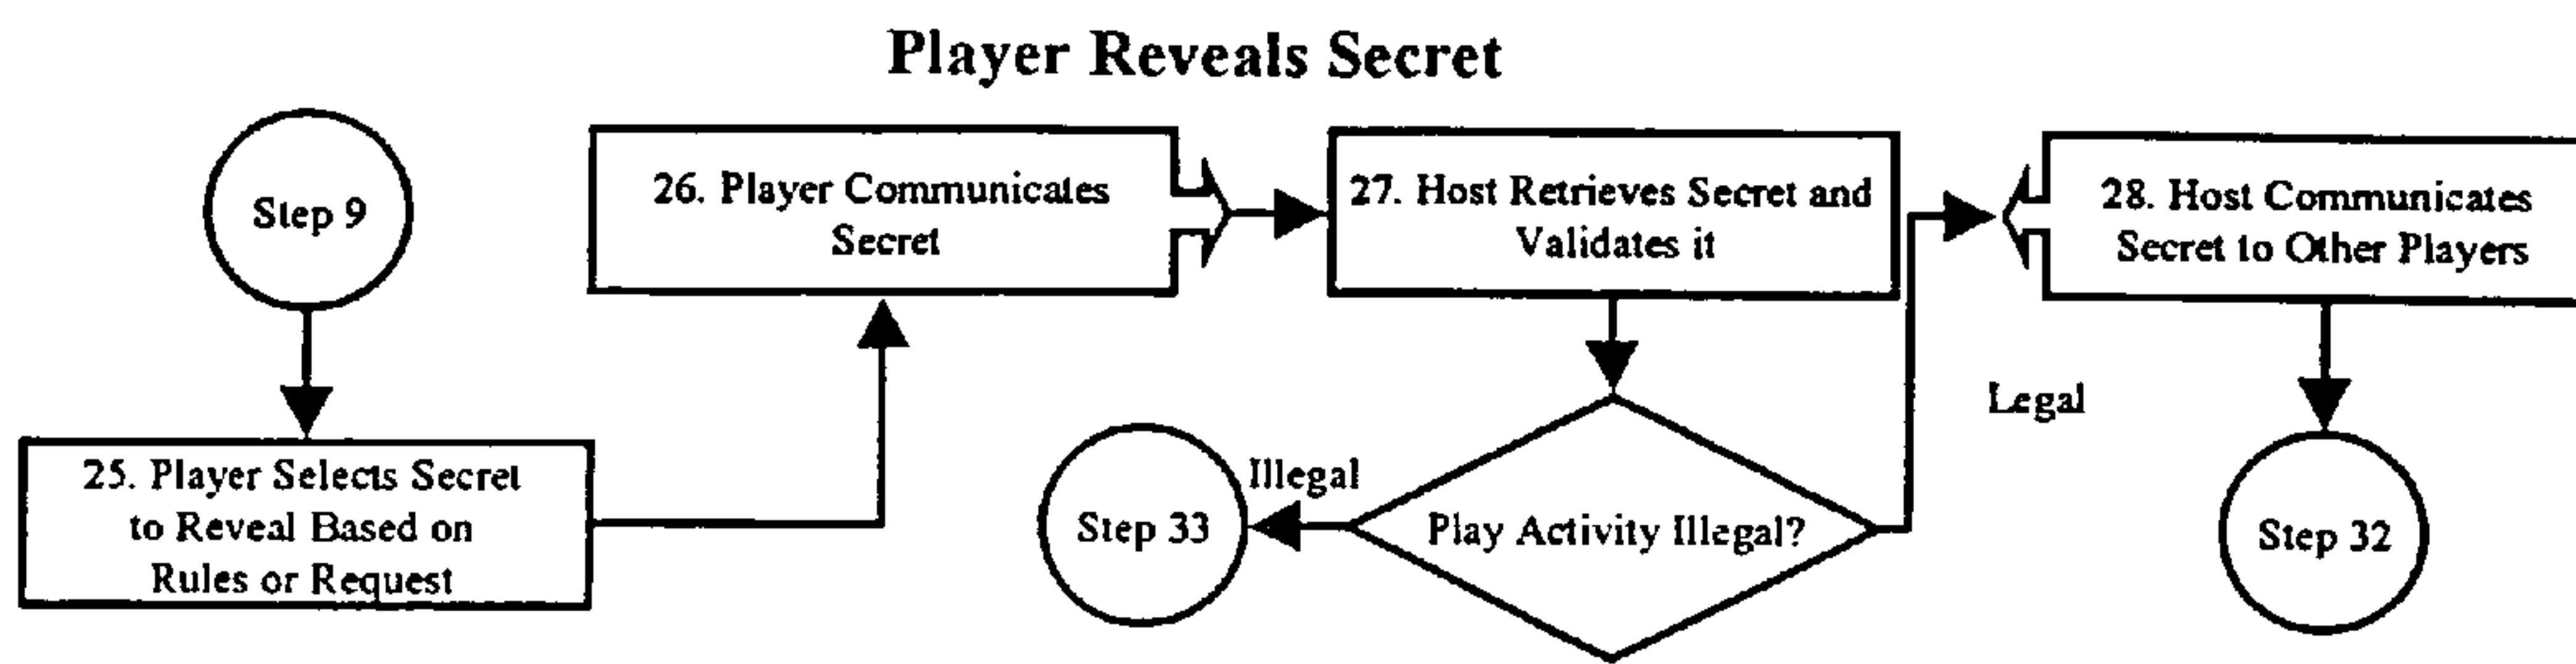 Player Reveals Secret
Step 9
26. Player Communicates
Secret
27. Host Retrieves Secret and
Validates it
28. Host Communicates
Secret to Other Players
Legal
25. Player Selects Secret
to Reveal Based on
Rules or Request
Illegal
Step 33
Play Activity Illegal?
Step 32